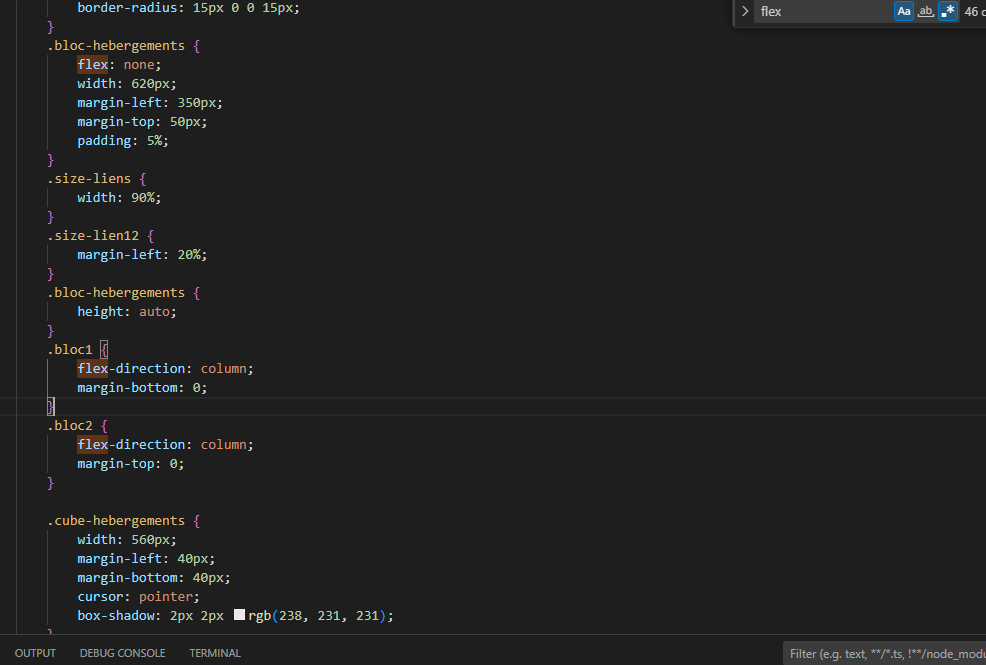 border-radius: 15px 0 0 15px;
}
.bloc-hebergements {
flex: none;
width: 620px;
margin-left: 350px;
margin-top: 50px;
padding: 5%;
}
.size-liens {
width: 90%;
}
.size-lien12 {
margin-left: 20%;
}
.bloc-hebergements {
height: auto;
}
.bloc1 {
flex-direction: column;
margin-bottom: 0;
}
.bloc2 {
flex-direction: column;
margin-top: 0;
}
.cube-hebergements {
width: 560px;
margin-left: 40px;
margin-bottom: 40px;
cursor: pointer;
box-shadow: 2px 2px rgb(238, 231, 231);
}
> flex Aa ab .* 46
OUTPUT DEBUG CONSOLE TERMINAL Filter (e.g. text, **/*.ts, !**/node_modu